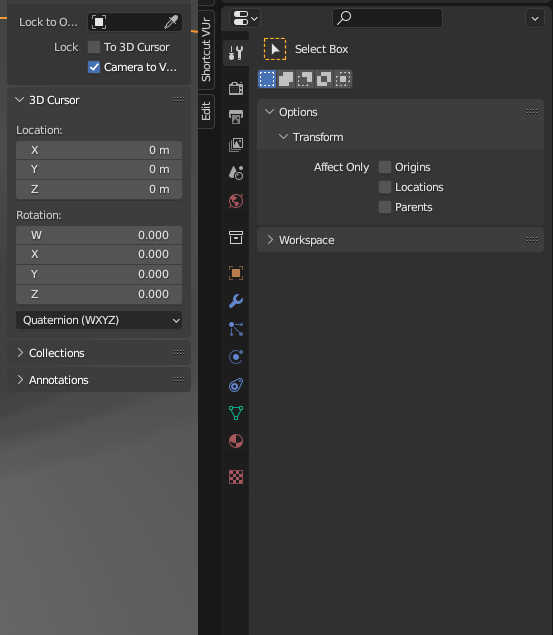 Lock to O...
Lock To 3D Cursor
Camera to V...
3D Cursor
Location:
X 0 m
Y 0 m
Z 0 m
Rotation:
W 0.000
X 0.000
Y 0.000
Z 0.000
Quaternion (WXYZ)
Collections
Annotations
Shortcut VUr
Edit
Select Box
Options
Transform
Affect Only Origins
Locations
Parents
Workspace